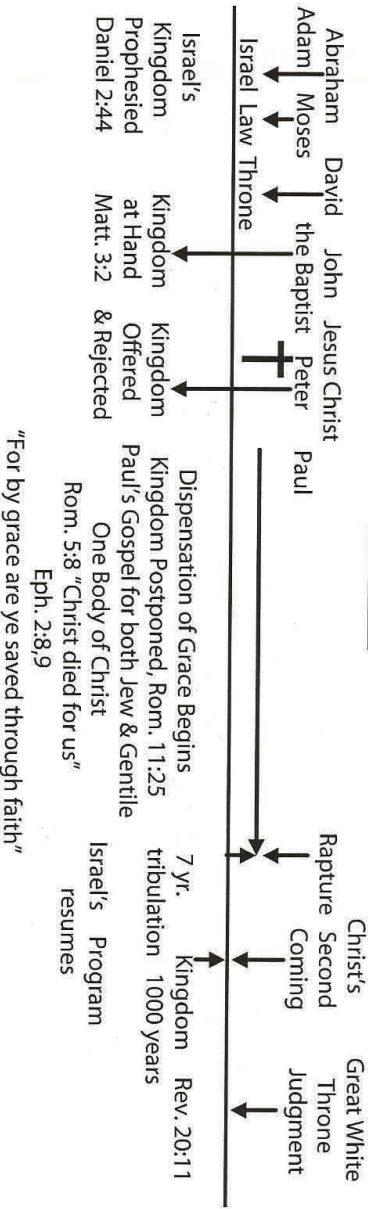 Adam
Abraham
Moses
David
John
the Baptist
Jesus Christ
Peter
Paul
Rapture
Christ's
Second
Coming
Great White
Throne
Judgment
Israel Law Throne
Israel's
Kingdom
Prophesied
Daniel 2:44
Kingdom
at Hand
Matt. 3:2
Kingdom
Offered
& Rejected
Dispensation of Grace Begins
Kingdom Postponed, Rom. 11:25
Paul's Gospel for both Jew & Gentile
One Body of Christ
Rom. 5:8 "Christ died for us"
Eph. 2:8,9
"For by grace are ye saved through faith"
7 yr.
tribulation
Israel's Program
resumes
Kingdom
1000 years
Rev. 20:11